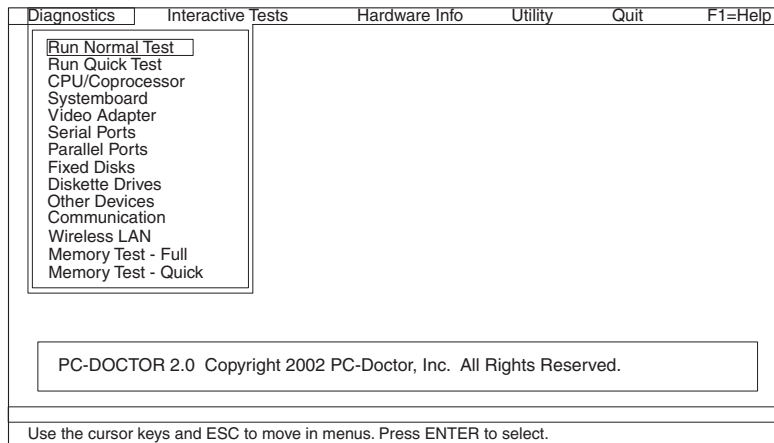 Diagnostics Interactive Tests Hardware Info Utility Quit F1=Help
Run Normal Test
Run Quick Test
CPU/Coprocessor
Systemboard
Video Adapter
Serial Ports
Parallel Ports
Fixed Disks
Diskette Drives
Other Devices
Communication
Wireless LAN
Memory Test - Full
Memory Test - Quick
PC-DOCTOR 2.0 Copyright 2002 PC-Doctor, Inc. All Rights Reserved.
Use the cursor keys and ESC to move in menus. Press ENTER to select.